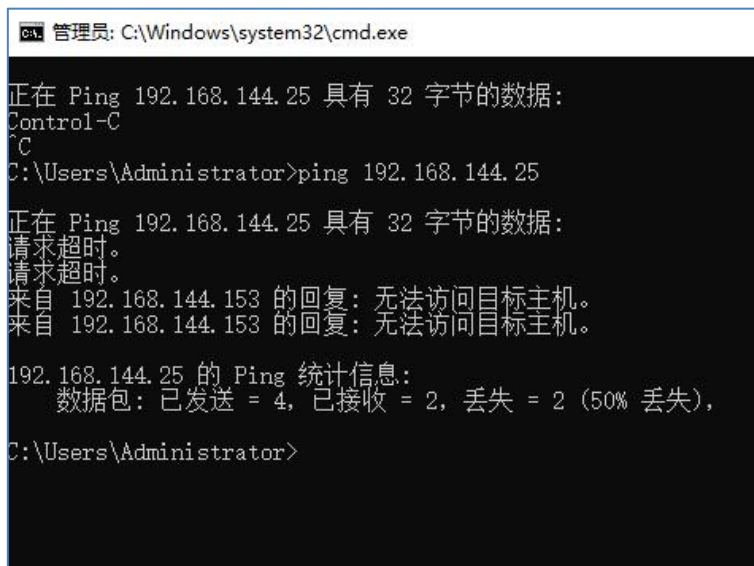 管理员: C:\Windows\system32\cmd.exe
正在 Ping 192.168.144.25 具有 32 字节的数据:
Control-C
^C
C:\Users\Administrator>ping 192.168.144.25
正在 Ping 192.168.144.25 具有 32 字节的数据:
请求超时。
请求超时。
来自 192.168.144.153 的回复: 无法访问目标主机。
来自 192.168.144.153 的回复: 无法访问目标主机。
192.168.144.25 的 Ping 统计信息:
数据包: 已发送 = 4, 已接收 = 2, 丢失 = 2 (50% 丢失),
C:\Users\Administrator>